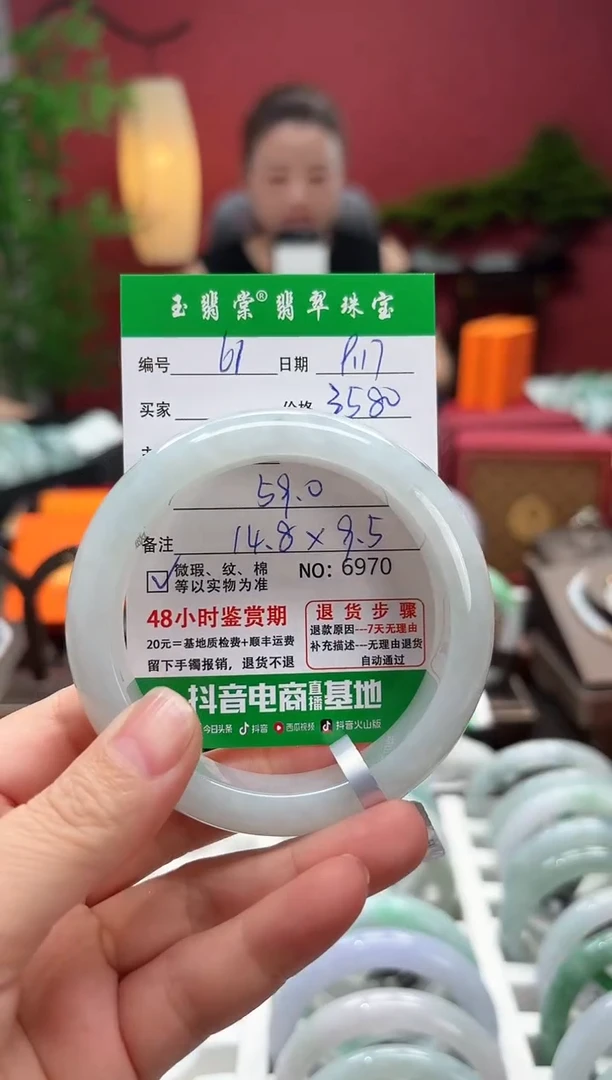 玉翡棠®翡翠珠宝
编号 61 日期 9.17
买家 价格 3580
59.0
备注 14.8×8.5
微瑕、纹、棉
等以实物为准
NO: 6970
48小时鉴赏期
20元=基地质检费+顺丰运费
留下手镯报销，退货不退
退货步骤
退款原因---7天无理由
补充描述---无理由退货
自动通过
抖音电商直播基地
今日头条 抖音 西瓜视频 抖音火山版